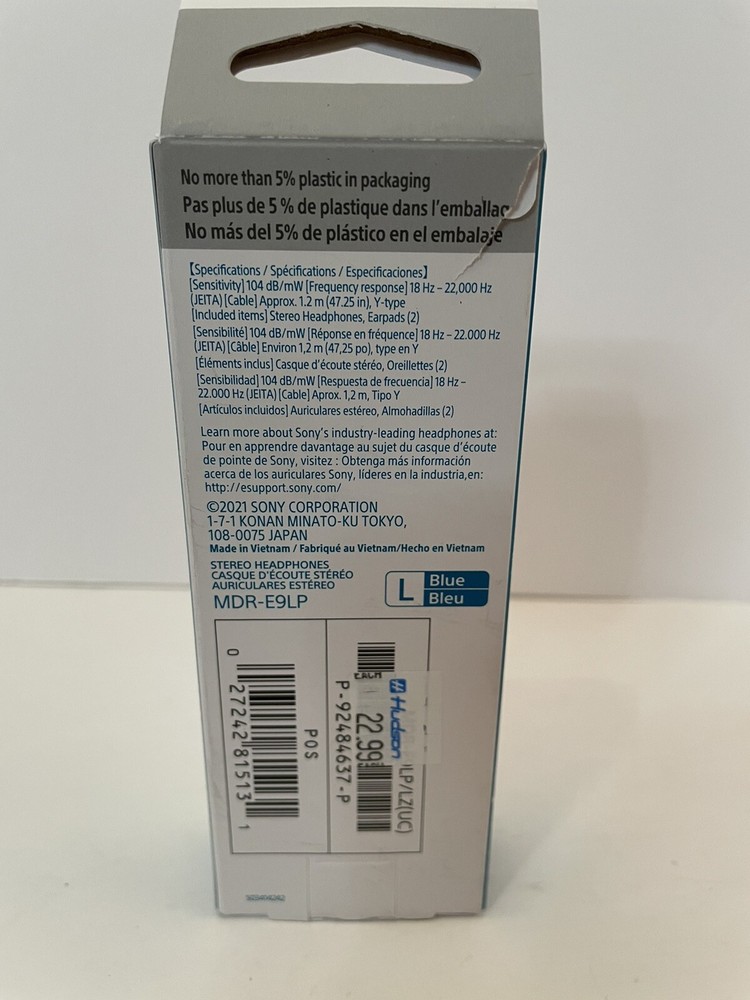 No more than 5% plastic in packaging
Pas plus de 5 % de plastique dans l'emballag
No más del 5% de plástico en el embalaje
【Specifications / Spécifications / Especificaciones】
[Sensitivity] 104 dB/mW [Frequency response] 18 Hz – 22,000 Hz
(JEITA) [Cable] Approx. 1.2 m (47.25 in), Y-type
[Included items] Stereo Headphones, Earpads (2)
[Sensibilité] 104 dB/mW [Réponse en fréquence] 18 Hz – 22.000 Hz
(JEITA) [Câble] Environ 1,2 m (47,25 po), type en Y
[Éléments inclus] Casque d'écoute stéréo, Oreillettes (2)
[Sensibilidad] 104 dB/mW [Respuesta de frecuencia] 18 Hz –
22.000 Hz (JEITA) [Cable] Aprox. 1,2 m, Tipo Y
[Artículos incluidos] Auriculares estéreo, Almohadillas (2)
Learn more about Sony's industry-leading headphones at:
Pour en apprendre davantage au sujet du casque d'écoute
de pointe de Sony, visitez : Obtenga más información
acerca de los auriculares Sony, líderes en la industria,en:
http://esupport.sony.com/
©2021 SONY CORPORATION
1-7-1 KONAN MINATO-KU TOKYO,
108-0075 JAPAN
Made in Vietnam / Fabriqué au Vietnam/Hecho en Vietnam
STEREO HEADPHONES
CASQUE D'ÉCOUTE STÉRÉO
AURICULARES ESTÉREO
MDR-E9LP
L Blue
Bleu
0 27242 81513 1
POS
EACH
P-92484637-P
22.99
Hudson
LP/LZ(UC)